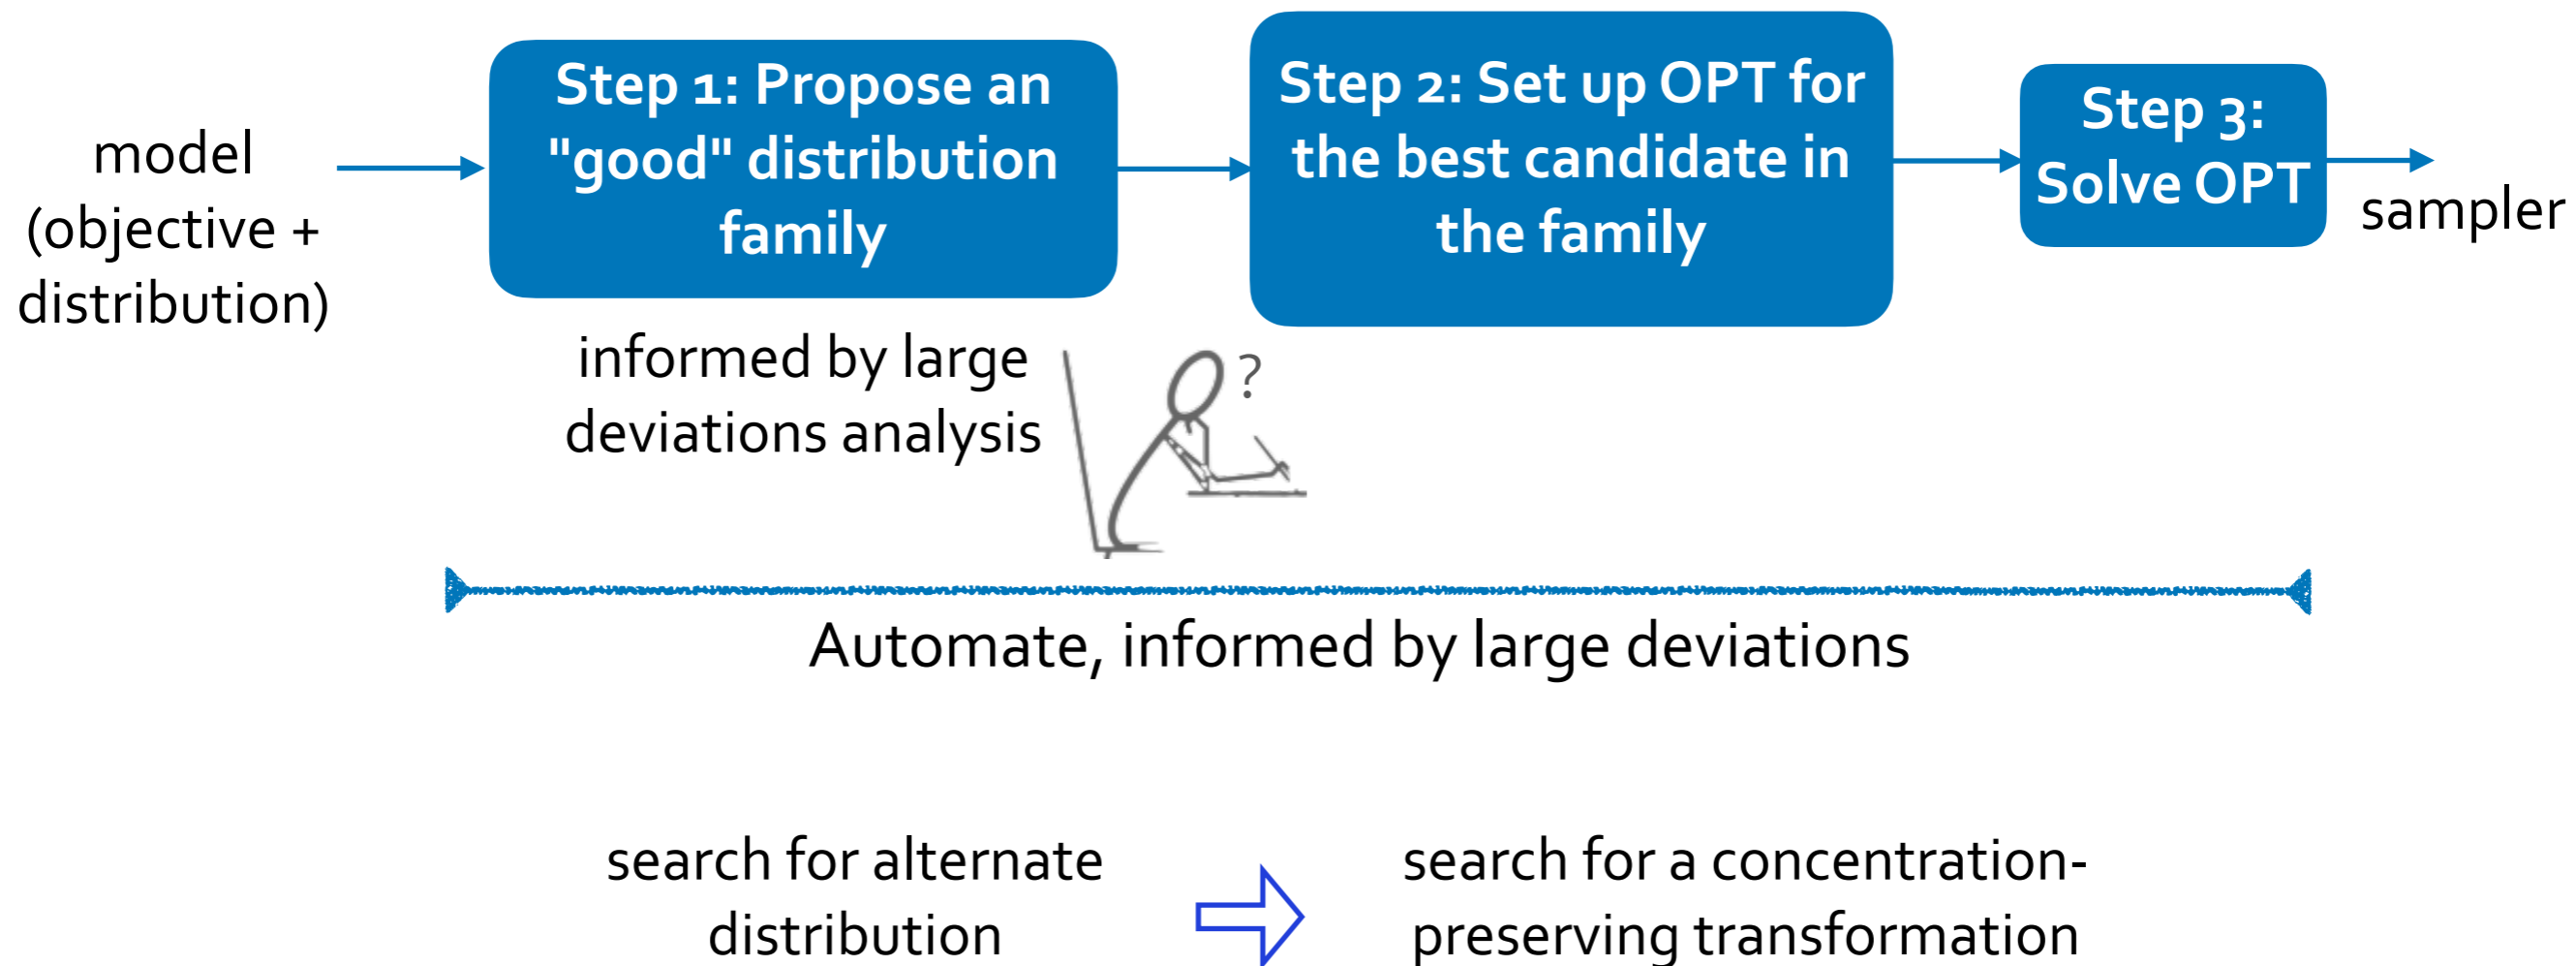 model
(objective +
distribution)
Step 1: Propose an
"good" distribution
family
Step 2: Set up OPT for
the best candidate in
the family
Step 3:
Solve OPT
sampler
informed by large
deviations analysis
?
Automate, informed by large deviations
search for alternate
distribution
search for a concentration-
preserving transformation